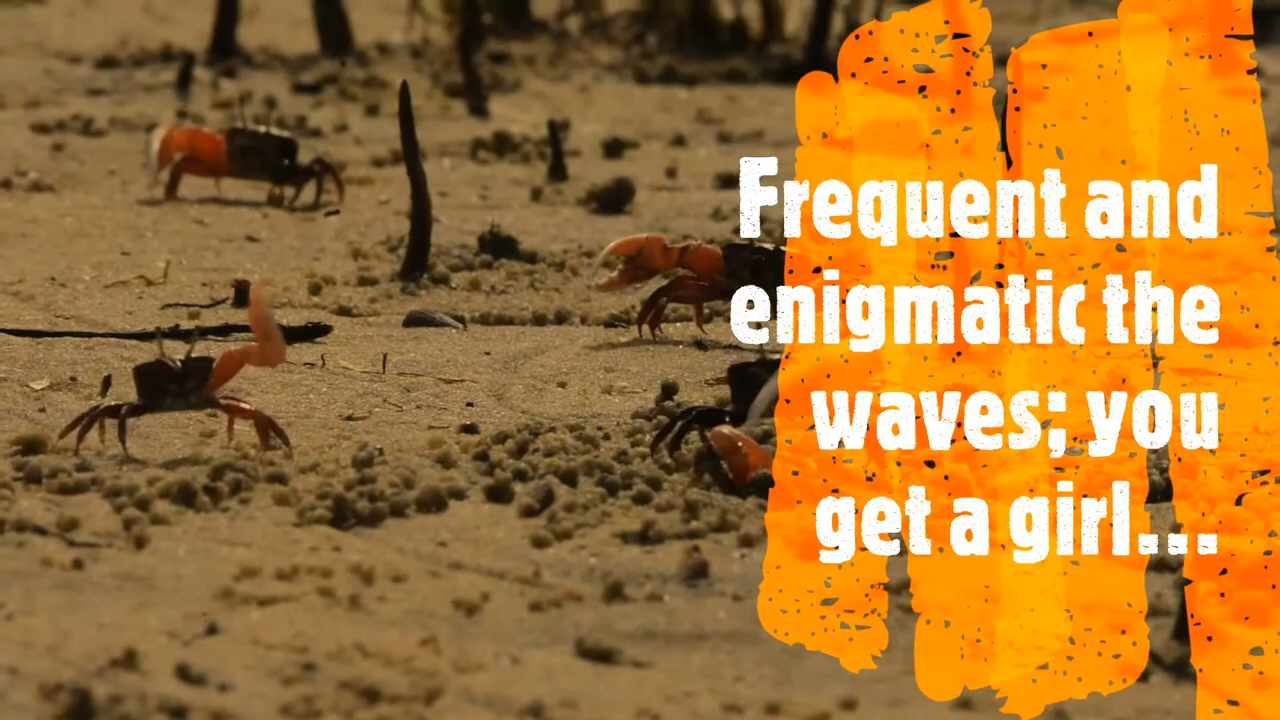 Frequent and
enigmatic the
waves; you
get a girl...